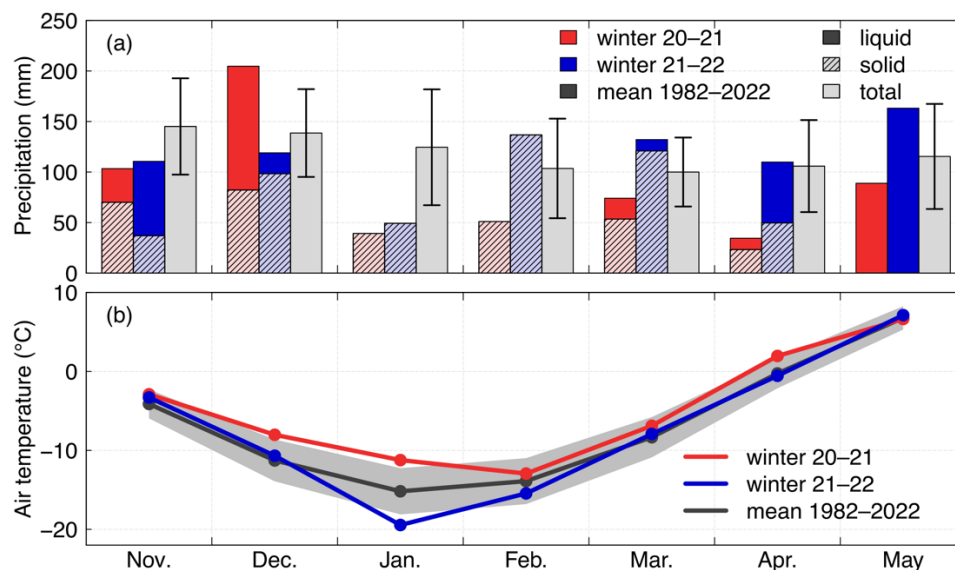 250
200
150
100
50
0
Precipitation (mm)
(a)
winter 20–21
winter 21–22
mean 1982–2022
liquid
solid
total
10
0
−10
−20
Air temperature (°C)
(b)
winter 20–21
winter 21–22
mean 1982–2022
Nov. Dec. Jan. Feb. Mar. Apr. May